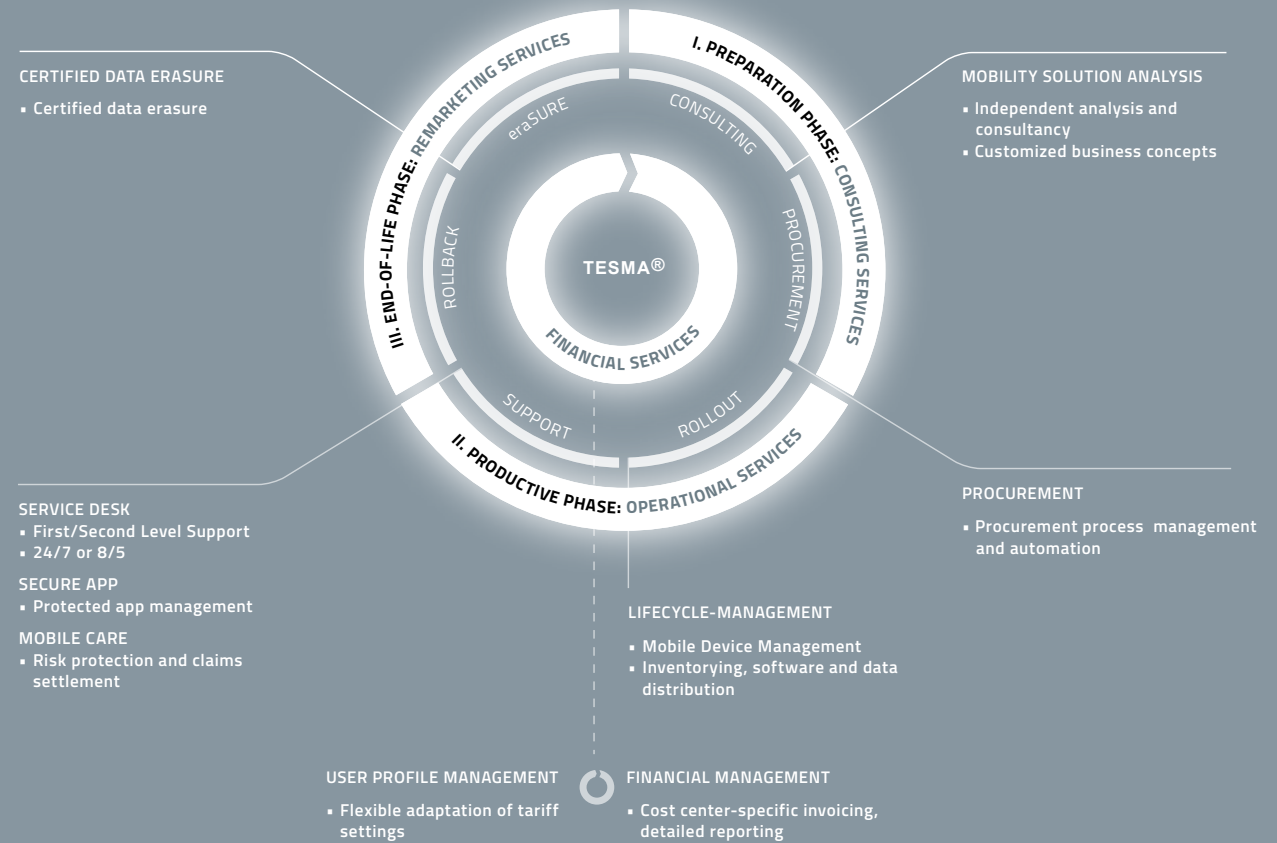 I. PREPARATION PHASE: CONSULTING SERVICES
II. PRODUCTIVE PHASE: OPERATIONAL SERVICES
III. END-OF-LIFE PHASE: REMARKETING SERVICES
CONSULTING
PROCUREMENT
ROLLOUT
SUPPORT
ROLLBACK
eraSURE
TESMA®
FINANCIAL SERVICES
CERTIFIED DATA ERASURE
▪ Certified data erasure
MOBILITY SOLUTION ANALYSIS
▪ Independent analysis and
consultancy
▪ Customized business concepts
SERVICE DESK
▪ First/Second Level Support
▪ 24/7 or 8/5
SECURE APP
▪ Protected app management
MOBILE CARE
▪ Risk protection and claims
settlement
PROCUREMENT
▪ Procurement process management
and automation
LIFECYCLE-MANAGEMENT
▪ Mobile Device Management
▪ Inventorying, software and data
distribution
USER PROFILE MANAGEMENT
▪ Flexible adaptation of tariff
settings
FINANCIAL MANAGEMENT
▪ Cost center-specific invoicing,
detailed reporting